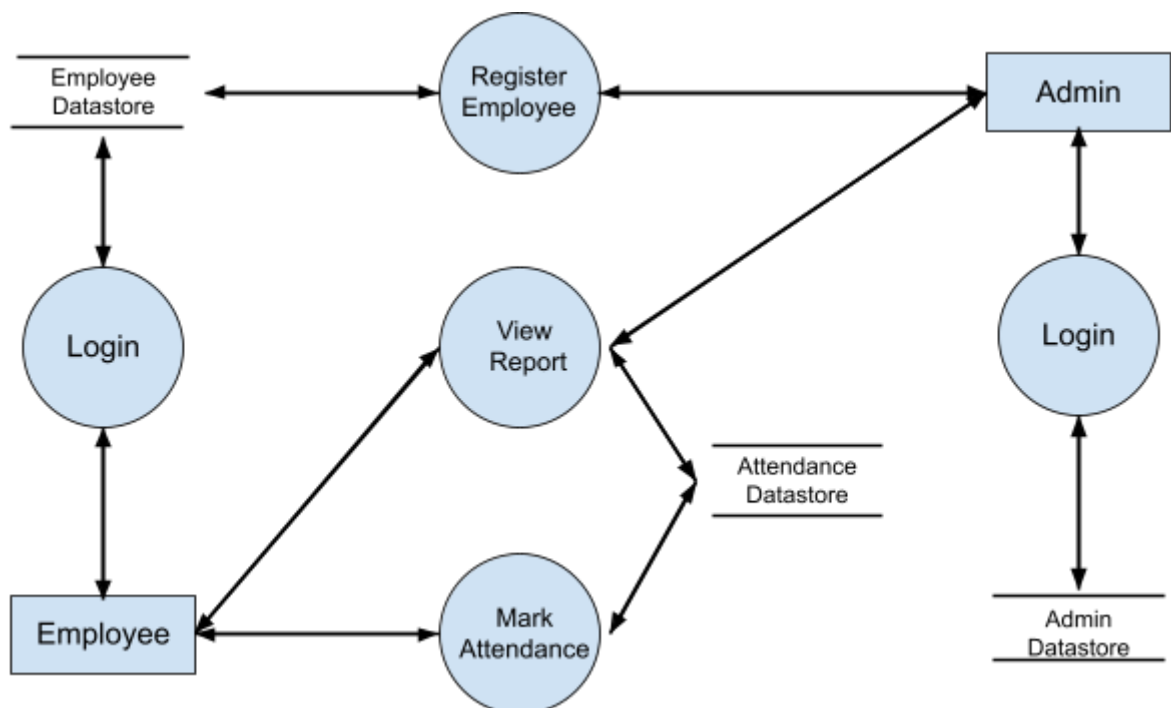 Employee
Datastore
Register
Employee
Admin
Login
View
Report
Login
Attendance
Datastore
Employee
Mark
Attendance
Admin
Datastore